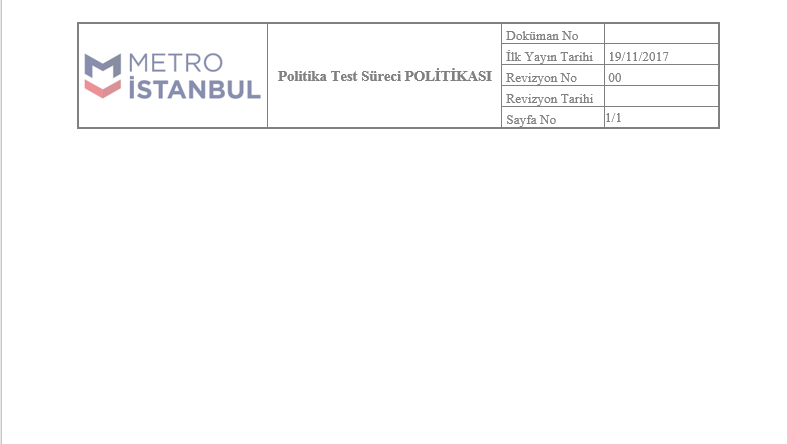 METRO
İSTANBUL
Politika Test Süreci POLİTİKASI
Doküman No
İlk Yayın Tarihi 19/11/2017
Revizyon No 00
Revizyon Tarihi
Sayfa No 1/1